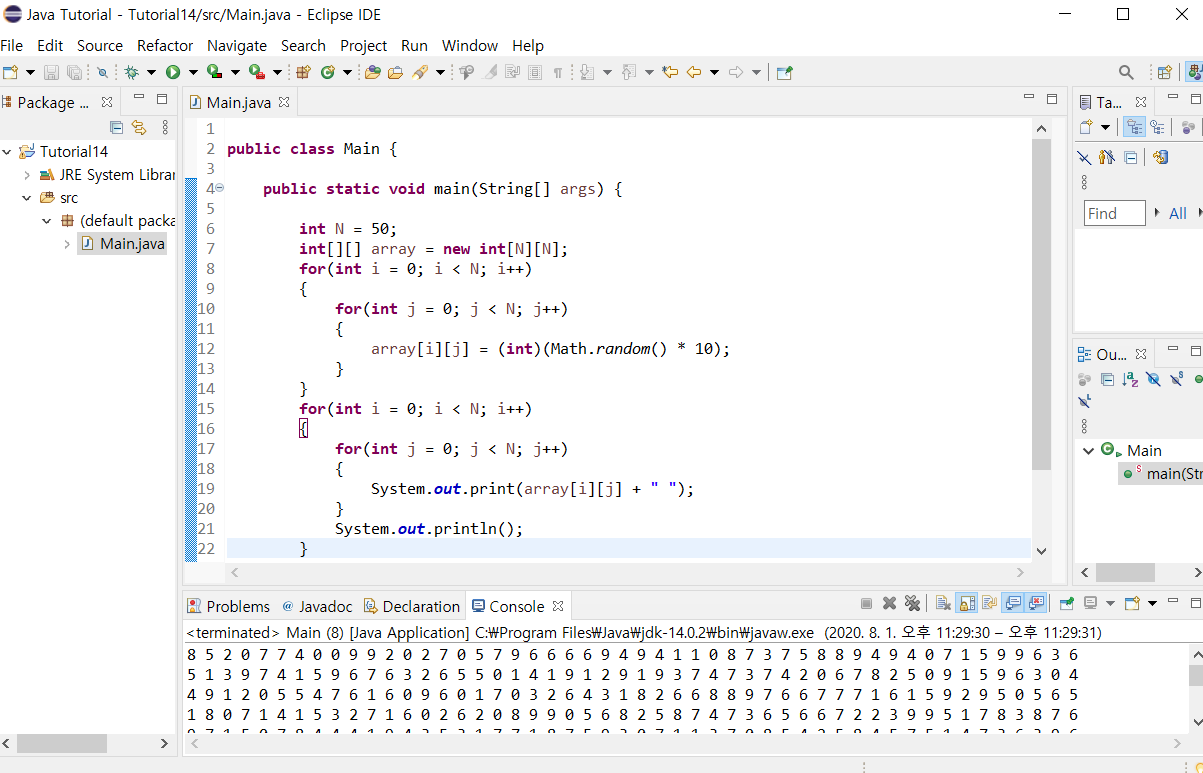 Java Tutorial - Tutorial14/src/Main.java - Eclipse IDE
File Edit Source Refactor Navigate Search Project Run Window Help
Package ...
Tutorial14
JRE System Librar
src
(default packa
Main.java
Main.java
1
2 public class Main {
3
4 public static void main(String[] args) {
5
6 int N = 50;
7 int[][] array = new int[N][N];
8 for(int i = 0; i < N; i++)
9 {
10 for(int j = 0; j < N; j++)
11 {
12 array[i][j] = (int)(Math.random() * 10);
13 }
14 }
15 for(int i = 0; i < N; i++)
16 {
17 for(int j = 0; j < N; j++)
18 {
19 System.out.print(array[i][j] + " ");
20 }
21 System.out.println();
22 }
Ta...
Find All
Ou...
Main
main(Str
Problems Javadoc Declaration Console
<terminated> Main (8) [Java Application] C:₩Program Files₩Java₩jdk-14.0.2₩bin₩javaw.exe (2020. 8. 1. 오후 11:29:30 – 오후 11:29:31)
8 5 2 0 7 7 4 0 0 9 9 2 0 2 7 0 5 7 9 6 6 6 6 9 4 9 4 1 1 0 8 7 3 7 5 8 8 9 4 9 4 0 7 1 5 9 9 6 3 6
5 1 3 9 7 4 1 5 9 6 7 6 3 2 6 5 5 0 1 4 1 9 1 2 9 1 9 3 7 4 7 3 7 4 2 0 6 7 8 2 5 0 9 1 5 9 6 3 0 4
4 9 1 2 0 5 5 4 7 6 1 6 0 9 6 0 1 7 0 3 2 6 4 3 1 8 2 6 6 8 8 9 7 6 6 7 7 7 1 6 1 5 9 2 9 5 0 5 6 5
1 8 0 7 1 4 1 5 3 2 7 1 6 0 2 6 2 0 8 9 9 0 5 6 8 2 5 8 7 4 7 3 6 5 6 6 7 2 2 3 9 9 5 1 7 8 3 8 7 6